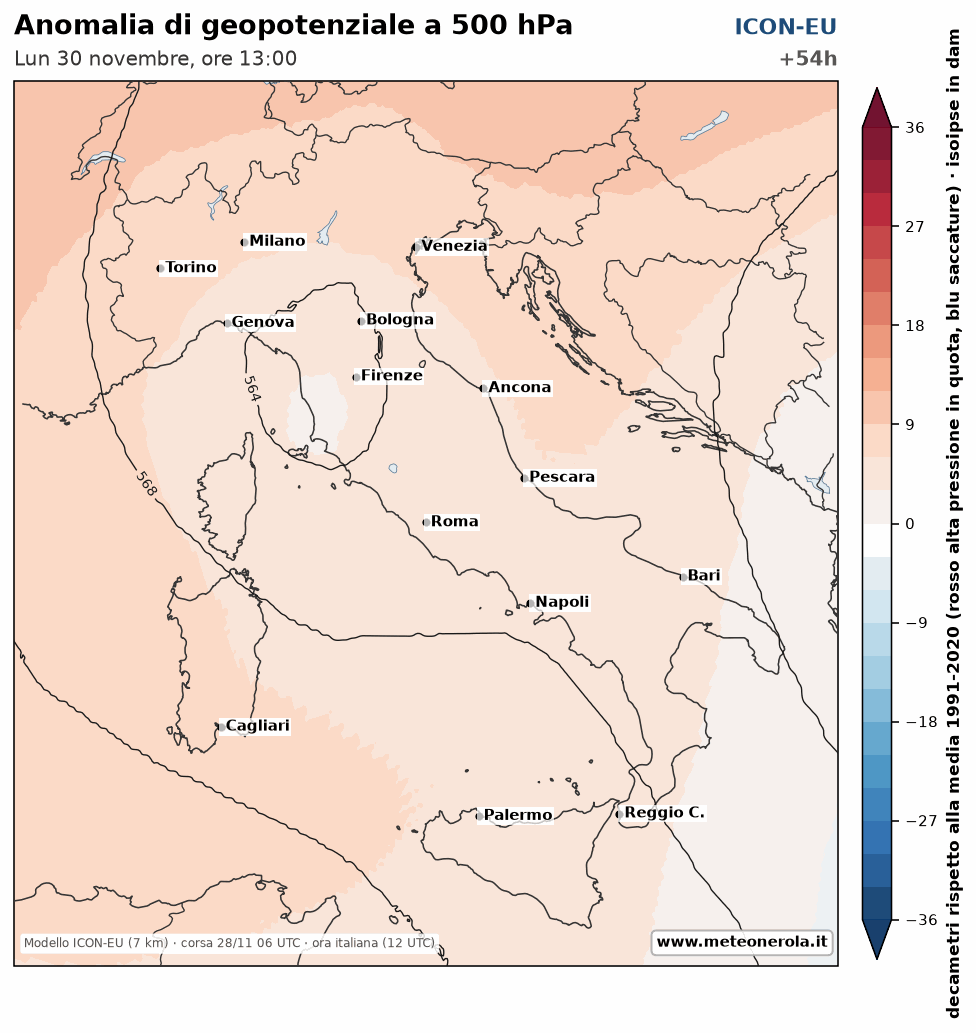 Anomalia di geopotenziale a 500 hPa
ICON-EU
Lun 30 novembre, ore 13:00
+54h
Milano
Venezia
Torino
Genova
Bologna
Firenze
564
Ancona
568
Pescara
Roma
Bari
Napoli
Cagliari
Palermo
Reggio C.
Modello ICON-EU (7 km) · corsa 28/11 06 UTC · ora italiana (12 UTC)
www.meteonerola.it
36
27
18
9
0
−9
−18
−27
−36
decametri rispetto alla media 1991-2020 (rosso alta pressione in quota, blu saccature) · isoipse in dam